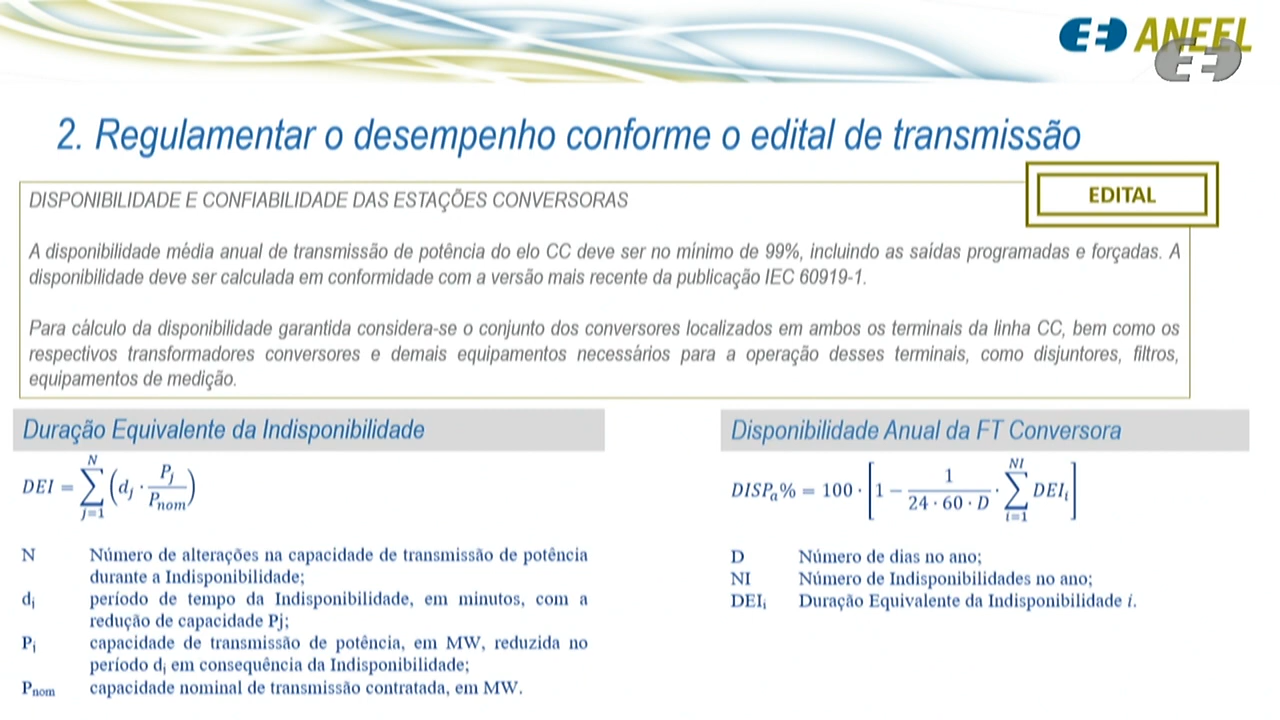 ANEEL
2. Regulamentar o desempenho conforme o edital de transmissão
EDITAL
DISPONIBILIDADE E CONFIABILIDADE DAS ESTAÇÕES CONVERSORAS
A disponibilidade média anual de transmissão de potência do elo CC deve ser no mínimo de 99%, incluindo as saídas programadas e forçadas. A
disponibilidade deve ser calculada em conformidade com a versão mais recente da publicação IEC 60919-1.
Para cálculo da disponibilidade garantida considera-se o conjunto dos conversores localizados em ambos os terminais da linha CC, bem como os
respectivos transformadores conversores e demais equipamentos necessários para a operação desses terminais, como disjuntores, filtros,
equipamentos de medição.
Duração Equivalente da Indisponibilidade
DEI = ∑_{j=1}^{N} (d_j · P_j / P_nom)
N Número de alterações na capacidade de transmissão de potência
durante a Indisponibilidade;
d_j período de tempo da Indisponibilidade, em minutos, com a
redução de capacidade Pj;
P_j capacidade de transmissão de potência, em MW, reduzida no
período d_j em consequência da Indisponibilidade;
P_nom capacidade nominal de transmissão contratada, em MW.
Disponibilidade Anual da FT Conversora
DISP_a% = 100 · [1 − 1 / (24 · 60 · D) · ∑_{i=1}^{NI} DEI_i]
D Número de dias no ano;
NI Número de Indisponibilidades no ano;
DEI_i Duração Equivalente da Indisponibilidade i.